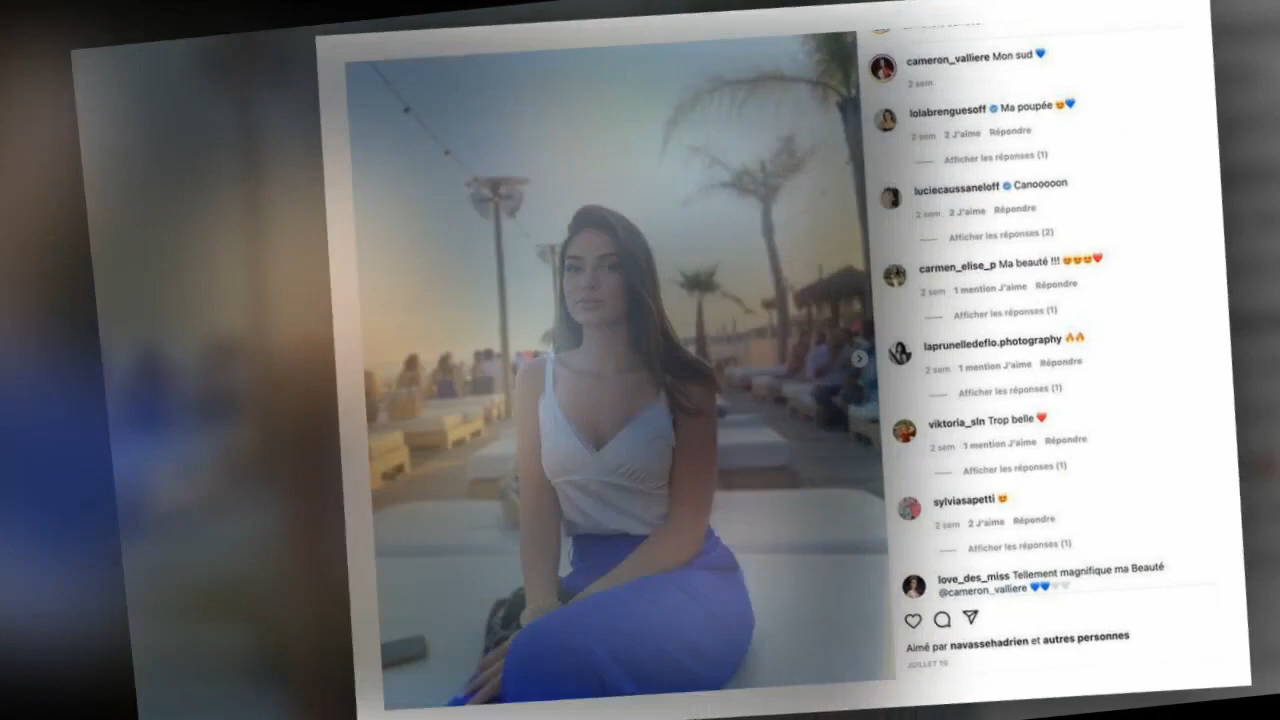 cameron_valliere Mon sud 💙
2 sem
lolabrenguesoff Ma poupée 😍💙
2 sem 2 J'aime Répondre
Afficher les réponses (1)
luciecaussaneloff Canooooon
2 sem 2 J'aime Répondre
Afficher les réponses (2)
carmen_elise_p Ma beauté !!! 😍😍😍❤️
2 sem 1 mention J'aime Répondre
Afficher les réponses (1)
laprunelledeflo.photography 🔥🔥
2 sem 1 mention J'aime Répondre
Afficher les réponses (1)
viktoria_sln Trop belle ❤️
2 sem 1 mention J'aime Répondre
Afficher les réponses (1)
sylviasapetti 😍
2 sem 2 J'aime Répondre
Afficher les réponses (1)
love_des_miss Tellement magnifique ma Beauté
@cameron_valliere 💙💙🤍🤍
Aimé par navassehadrien et autres personnes
JUILLET 19